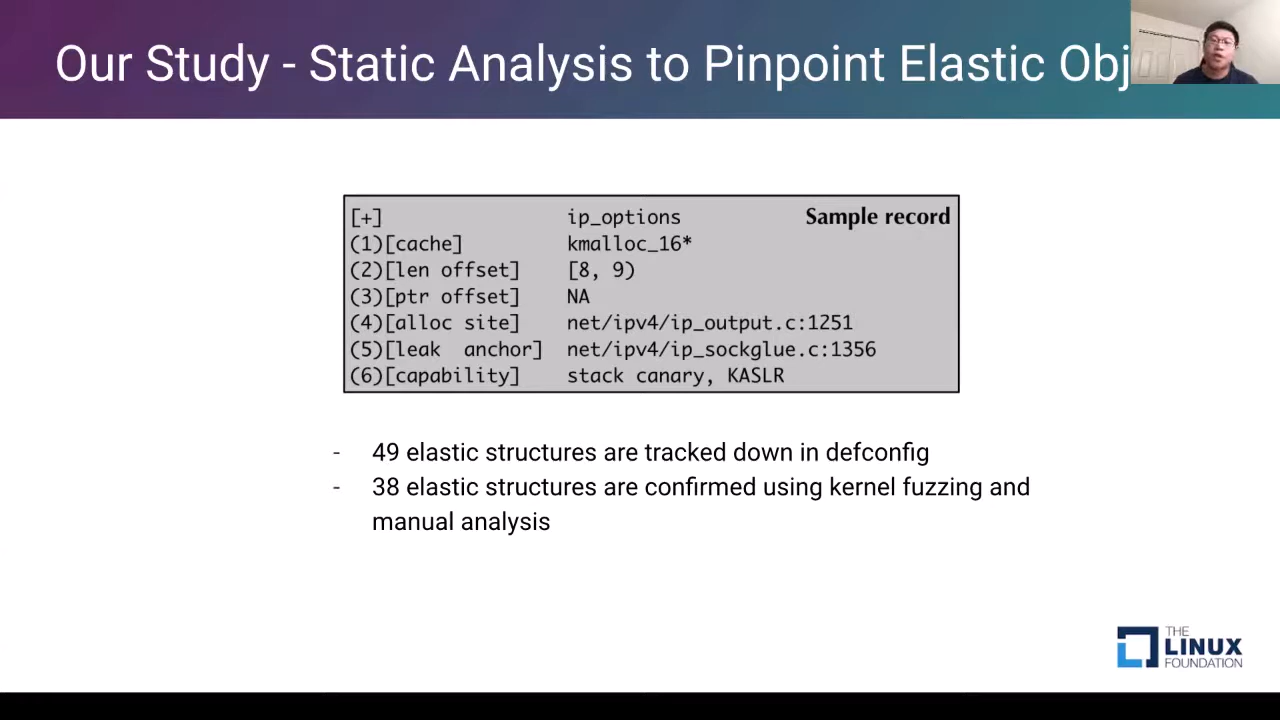 Our Study - Static Analysis to Pinpoint Elastic Obj
[+] ip_options Sample record
(1)[cache] kmalloc_16*
(2)[len offset] [8, 9)
(3)[ptr offset] NA
(4)[alloc site] net/ipv4/ip_output.c:1251
(5)[leak anchor] net/ipv4/ip_sockglue.c:1356
(6)[capability] stack canary, KASLR
- 49 elastic structures are tracked down in defconfig
- 38 elastic structures are confirmed using kernel fuzzing and
manual analysis
THE
LINUX
FOUNDATION